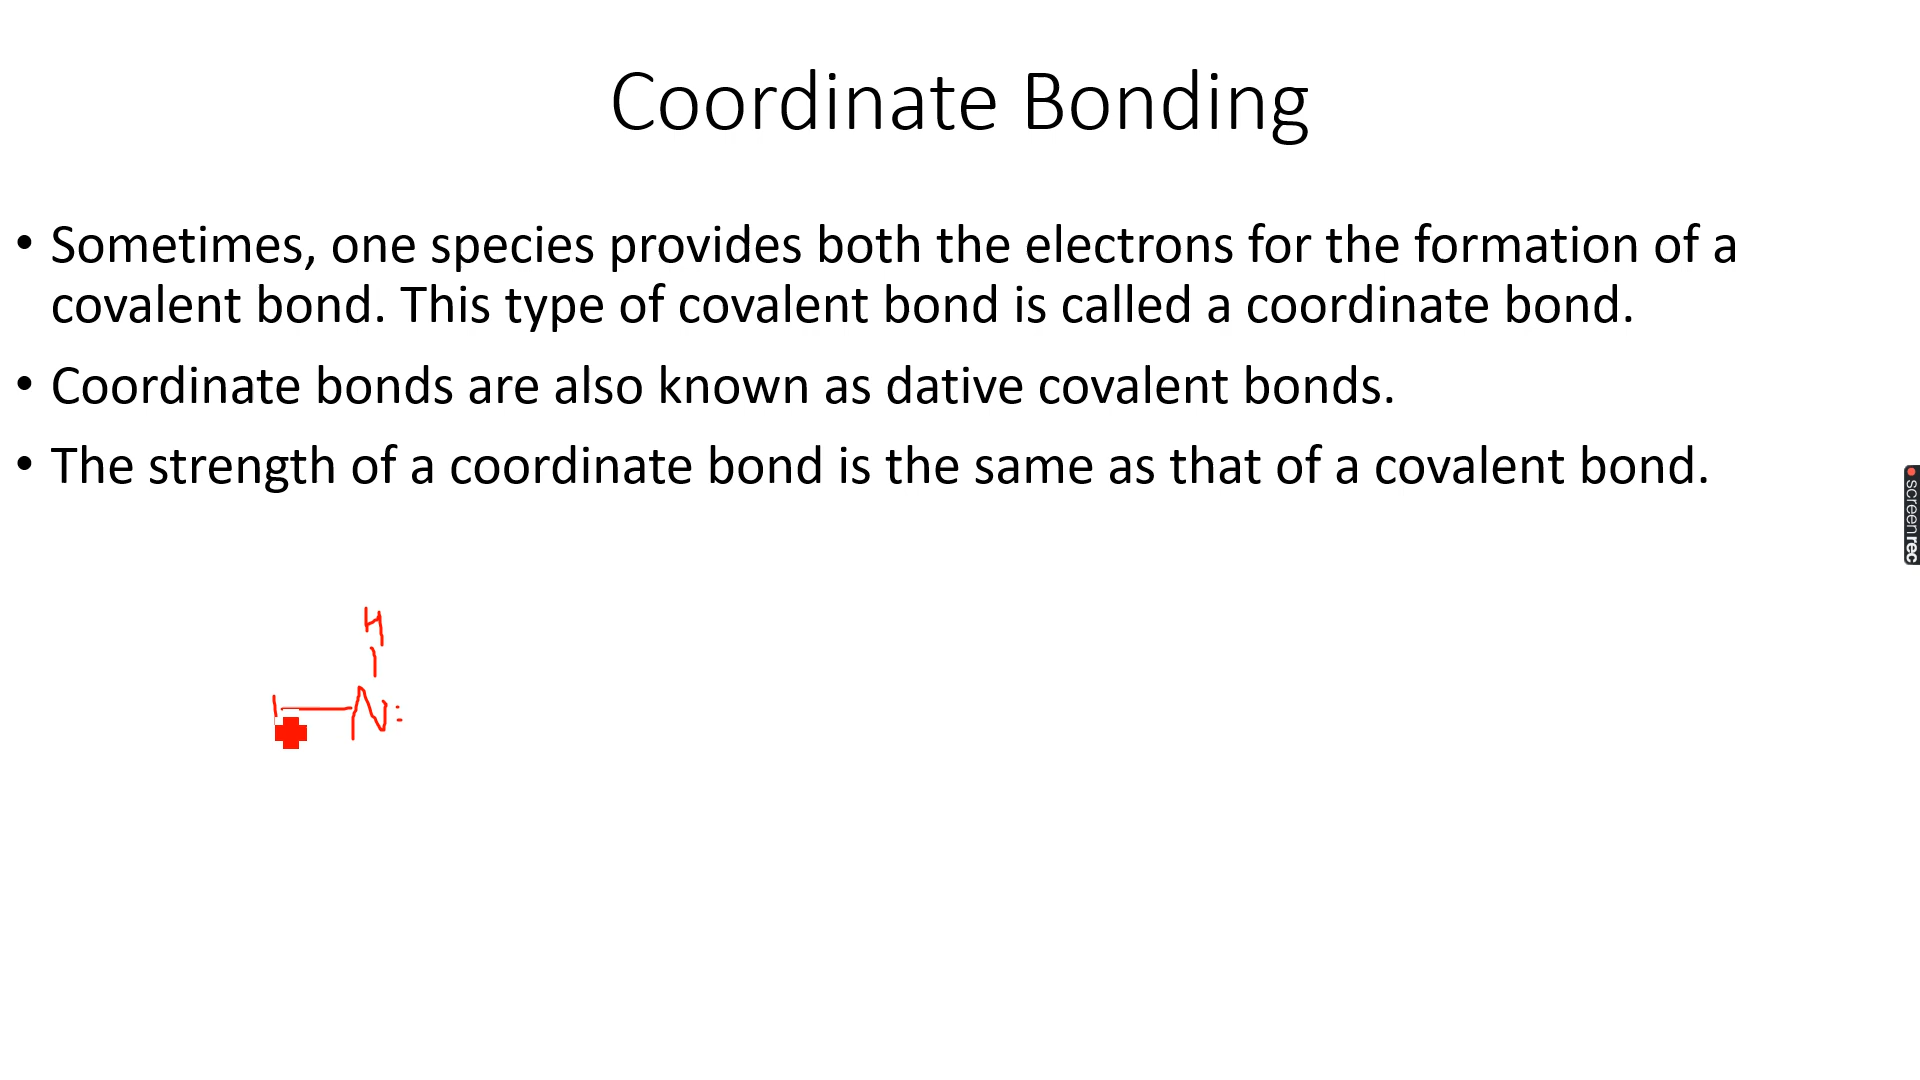 Coordinate Bonding
• Sometimes, one species provides both the electrons for the formation of a
covalent bond. This type of covalent bond is called a coordinate bond.
• Coordinate bonds are also known as dative covalent bonds.
• The strength of a coordinate bond is the same as that of a covalent bond.
screenrec
H
N: